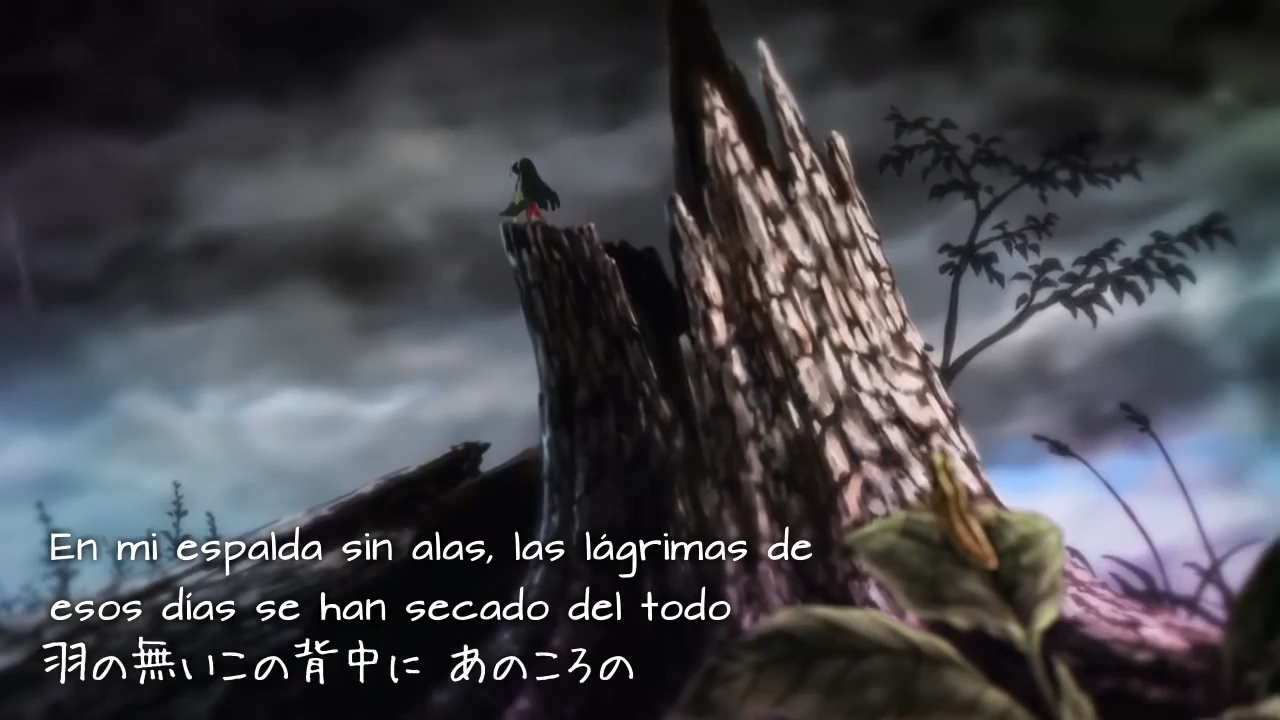 En mi espalda sin alas, las lágrimas de
esos días se han secado del todo
羽の無いこの背中に あのころの